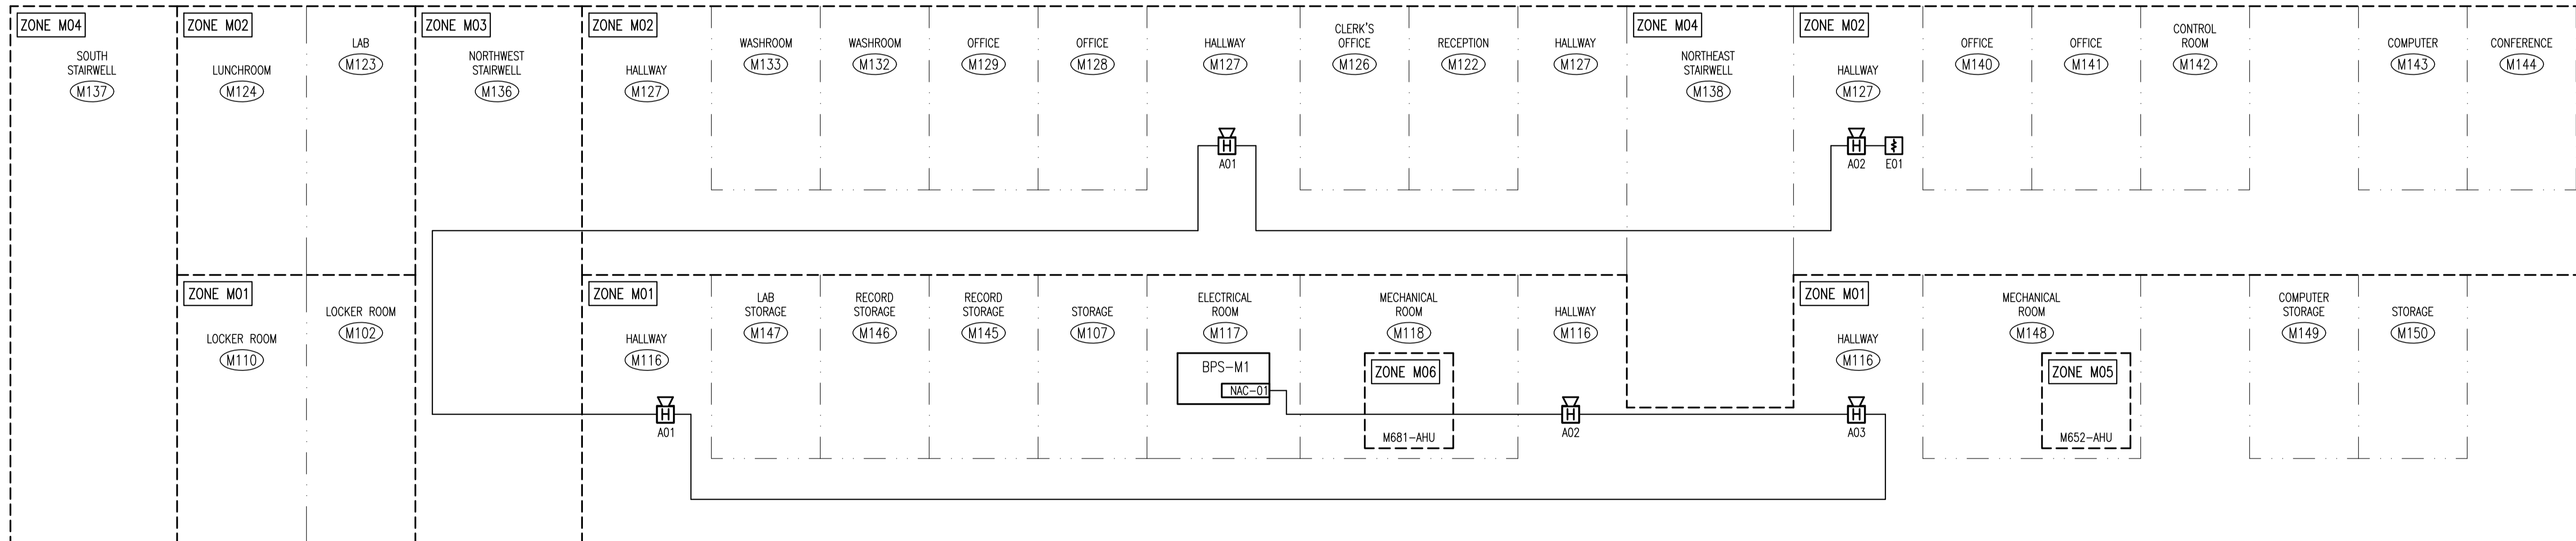 ZONE M04
SOUTH
STAIRWELL
M137
ZONE M02
LUNCHROOM
M124
LAB
M123
ZONE M03
NORTHWEST
STAIRWELL
M136
ZONE M02
HALLWAY
M127
WASHROOM
M133
WASHROOM
M132
OFFICE
M129
OFFICE
M128
HALLWAY
M127
H
A01
CLERK'S
OFFICE
M126
RECEPTION
M122
HALLWAY
M127
ZONE M04
NORTHEAST
STAIRWELL
M138
ZONE M02
HALLWAY
M127
H
A02
E01
OFFICE
M140
OFFICE
M141
CONTROL
ROOM
M142
COMPUTER
M143
CONFERENCE
M144
ZONE M01
LOCKER ROOM
M110
LOCKER ROOM
M102
ZONE M01
HALLWAY
M116
H
A01
LAB
STORAGE
M147
RECORD
STORAGE
M146
RECORD
STORAGE
M145
STORAGE
M107
ELECTRICAL
ROOM
M117
BPS-M1
NAC-01
MECHANICAL
ROOM
M118
ZONE M06
M681-AHU
HALLWAY
M116
H
A02
ZONE M01
HALLWAY
M116
H
A03
MECHANICAL
ROOM
M148
ZONE M05
M652-AHU
COMPUTER
STORAGE
M149
STORAGE
M150